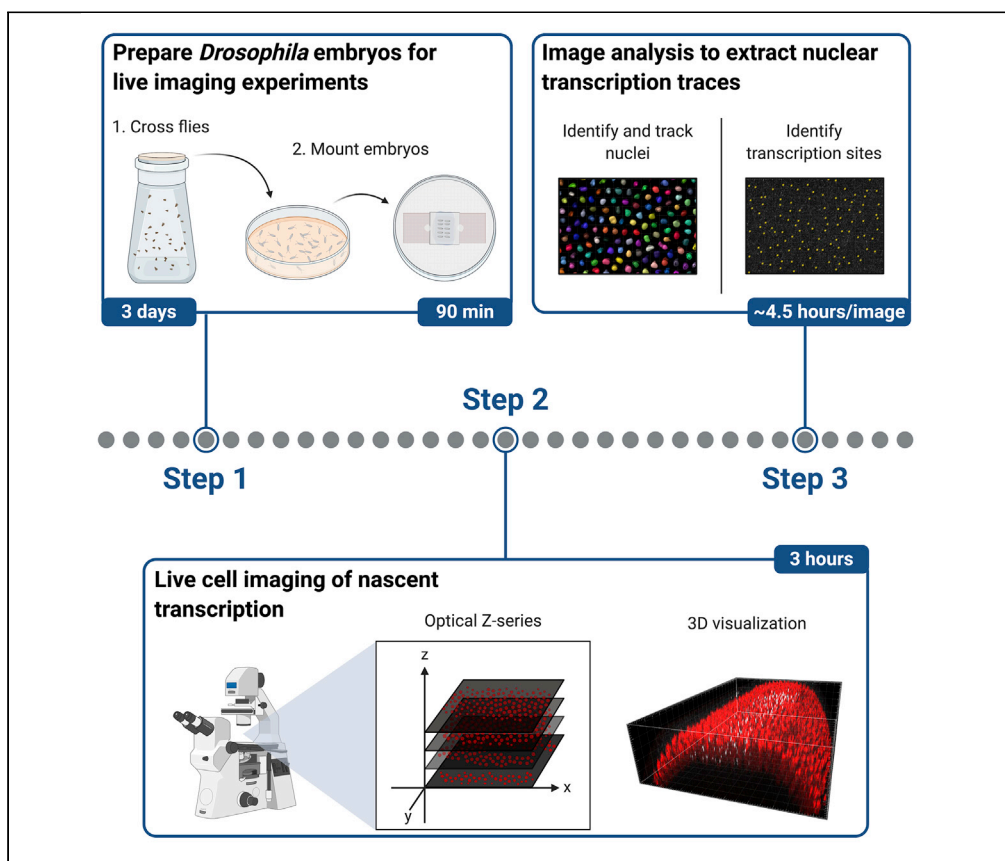 Prepare Drosophila embryos for
live imaging experiments
1. Cross flies
2. Mount embryos
3 days
90 min
Image analysis to extract nuclear
transcription traces
Identify and track
nuclei
Identify
transcription sites
~4.5 hours/image
Step 1
Step 2
Step 3
3 hours
Live cell imaging of nascent
transcription
Optical Z-series
z
x
y
3D visualization